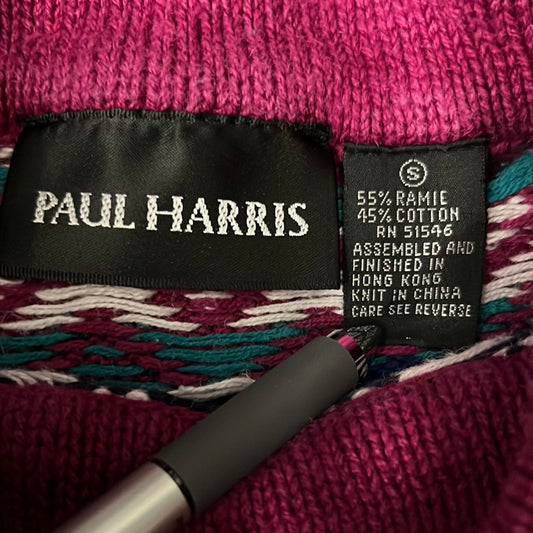 PAUL HARRIS
S
55% RAMIE
45% COTTON
RN 51546
ASSEMBLED AND
FINISHED IN
HONG KONG
KNIT IN CHINA
CARE SEE REVERSE